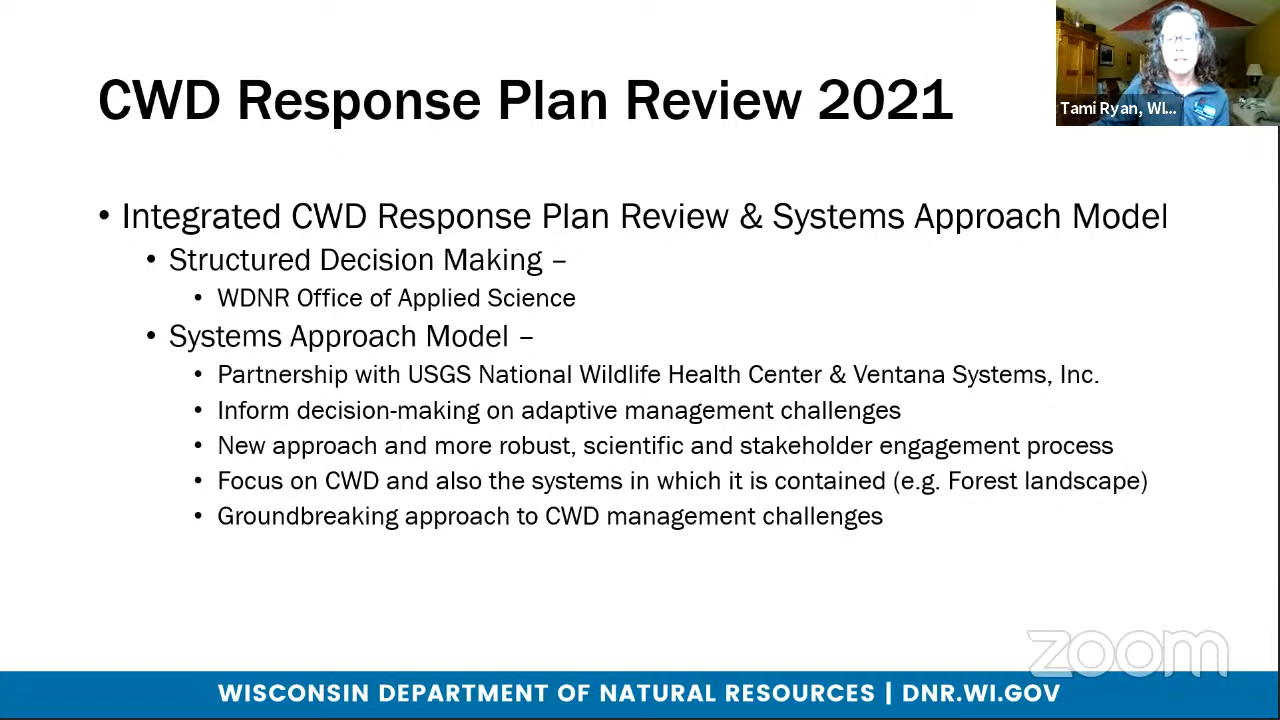 CWD Response Plan Review 2021
Tami Ryan, WI...
• Integrated CWD Response Plan Review & Systems Approach Model
• Structured Decision Making –
• WDNR Office of Applied Science
• Systems Approach Model –
• Partnership with USGS National Wildlife Health Center & Ventana Systems, Inc.
• Inform decision-making on adaptive management challenges
• New approach and more robust, scientific and stakeholder engagement process
• Focus on CWD and also the systems in which it is contained (e.g. Forest landscape)
• Groundbreaking approach to CWD management challenges
zoom
WISCONSIN DEPARTMENT OF NATURAL RESOURCES | DNR.WI.GOV